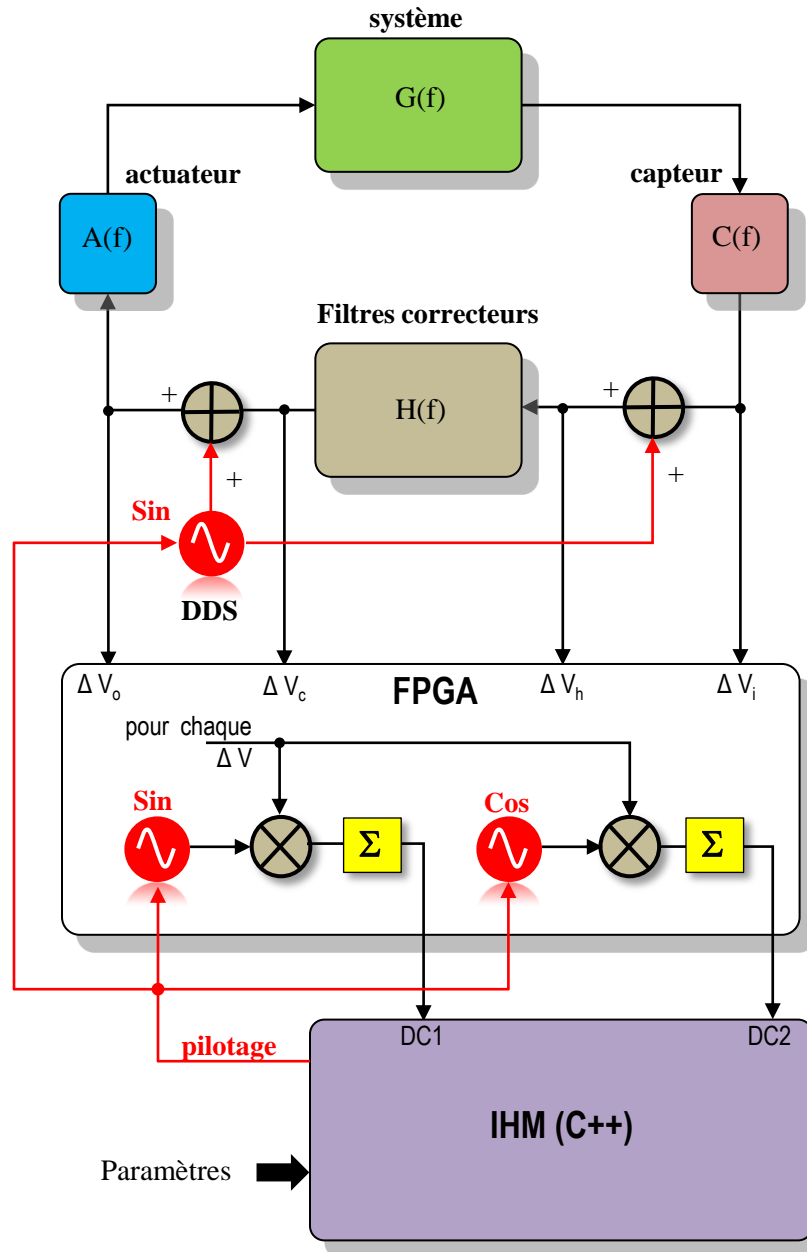 système
G(f)
actuateur
capteur
A(f)
C(f)
Filtres correcteurs
+
+
H(f)
+
+
Sin
DDS
Δ Vo
Δ Vc
FPGA
Δ Vh
Δ Vi
pour chaque
Δ V
Sin
Cos
Σ
Σ
DC1
DC2
pilotage
IHM (C++)
Paramètres